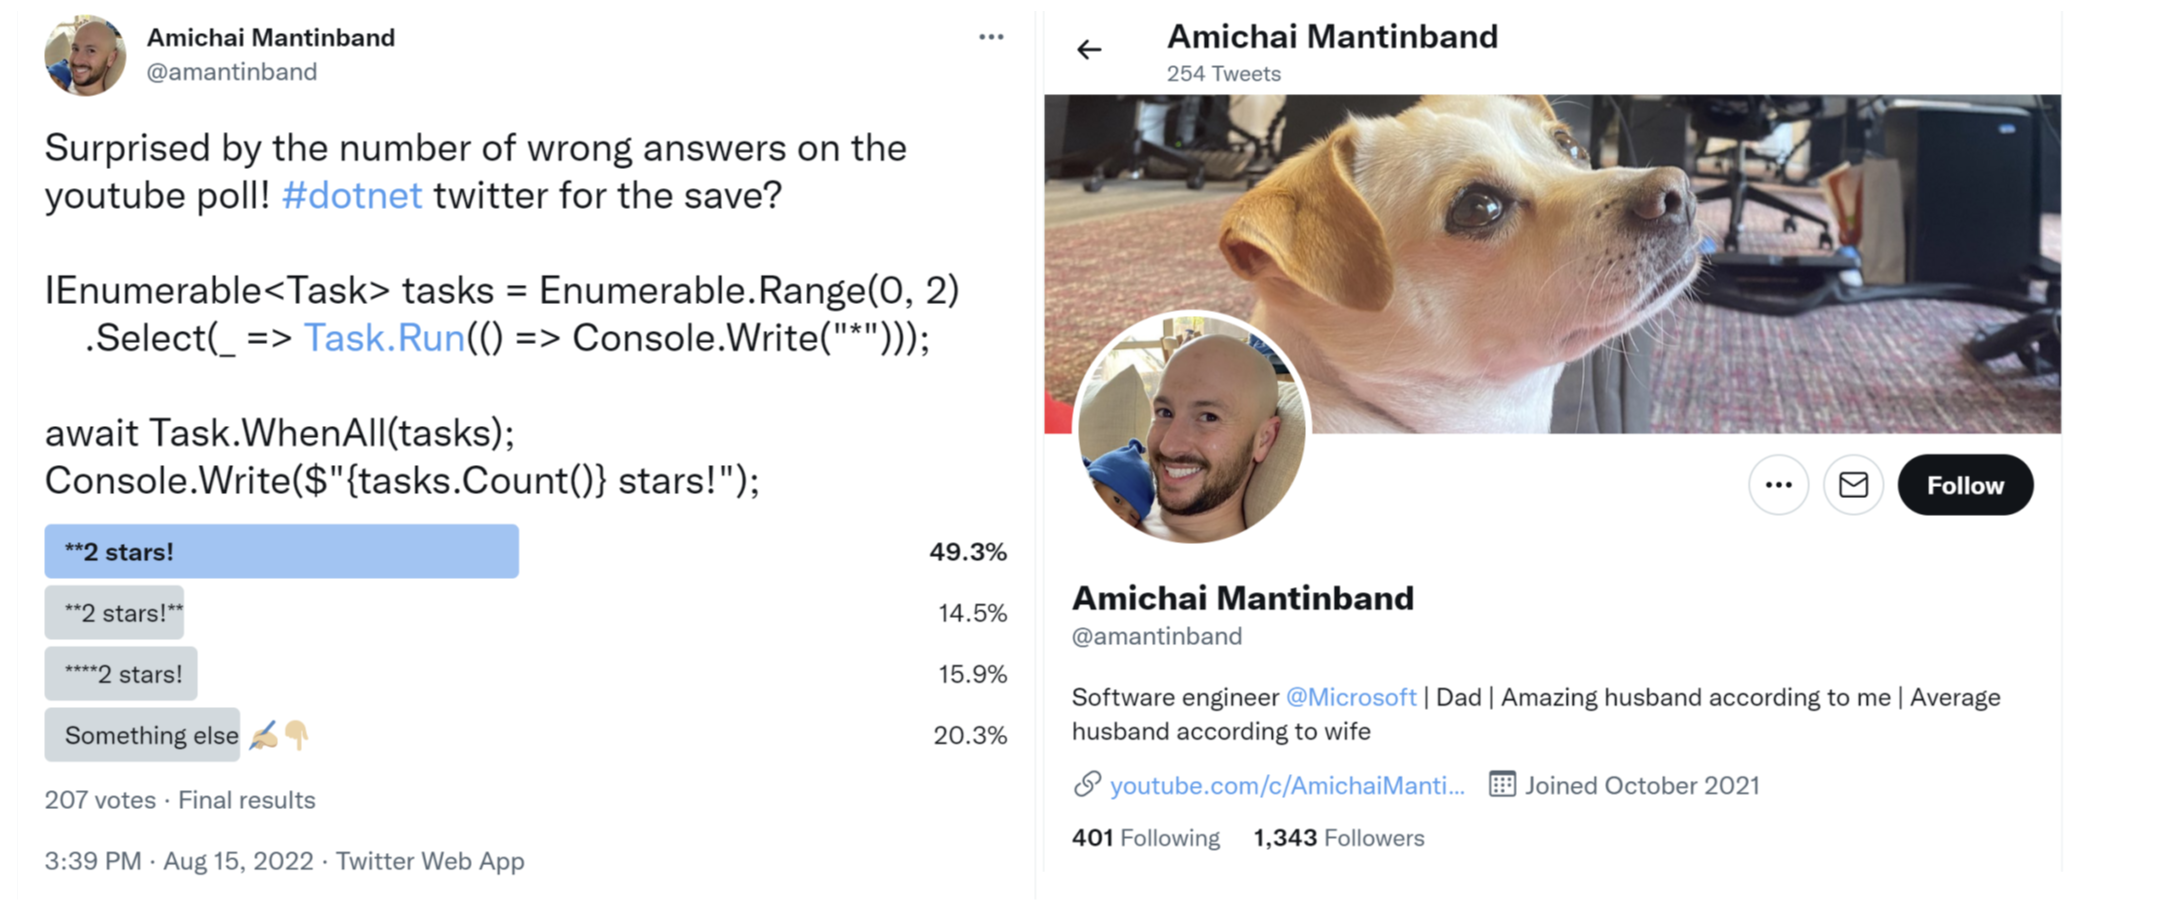 Amichai Mantinband
@amantinband
Surprised by the number of wrong answers on the
youtube poll! #dotnet twitter for the save?
IEnumerable<Task> tasks = Enumerable.Range(0, 2)
.Select(_ => Task.Run(() => Console.Write("*")));
await Task.WhenAll(tasks);
Console.Write($"{tasks.Count()} stars!");
**2 stars! 49.3%
**2 stars!** 14.5%
****2 stars! 15.9%
Something else ✍🏼👇🏼 20.3%
207 votes · Final results
3:39 PM · Aug 15, 2022 · Twitter Web App
Amichai Mantinband
254 Tweets
Follow
Amichai Mantinband
@amantinband
Software engineer @Microsoft | Dad | Amazing husband according to me | Average
husband according to wife
youtube.com/c/AmichaiManti... Joined October 2021
401 Following 1,343 Followers